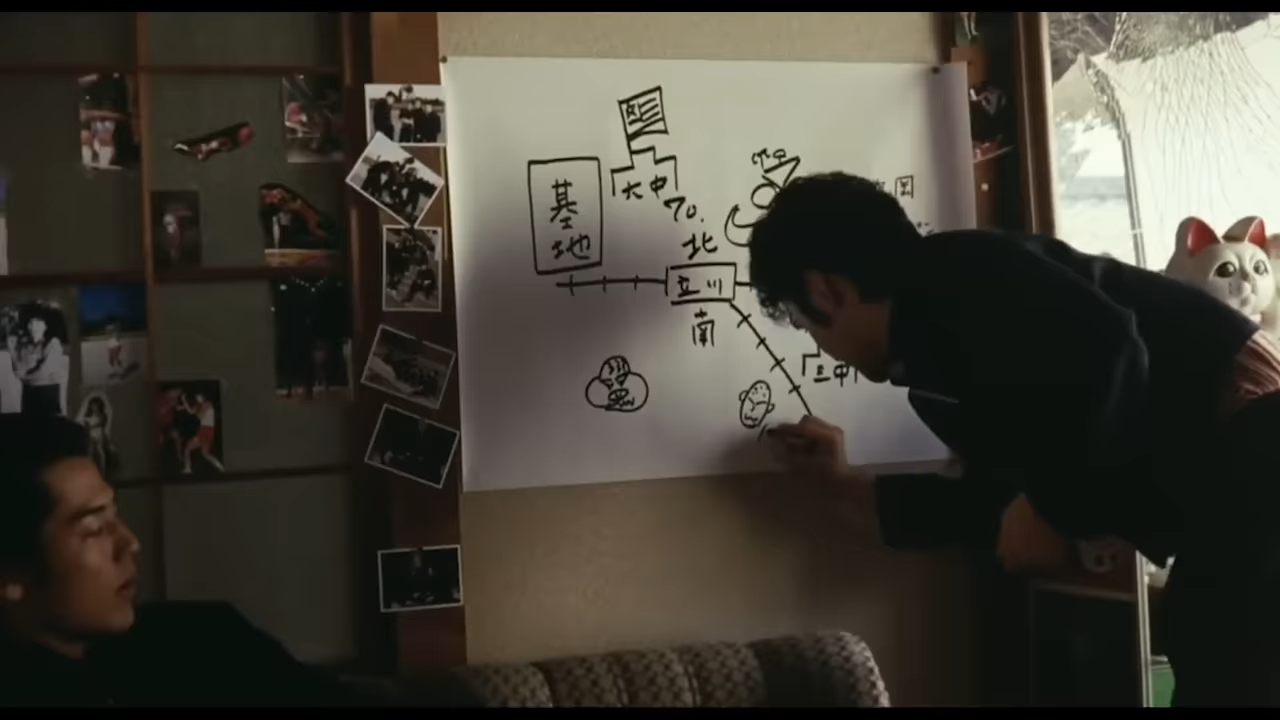 大中
基地
70.
北
立川
南
三中